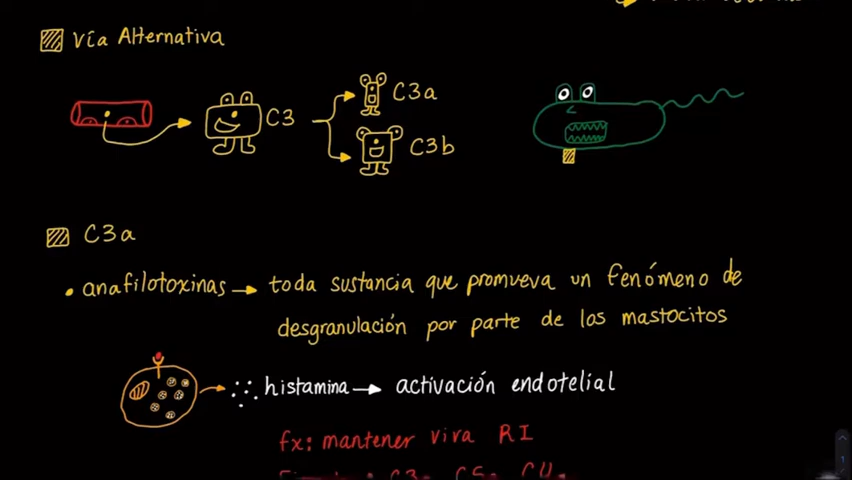 Vía Alternativa
C3
C3a
C3b
C3a
• anafilotoxinas → toda sustancia que promueva un fenómeno de
desgranulación por parte de los mastocitos
histamina → activación endotelial
fx: mantener viva RI